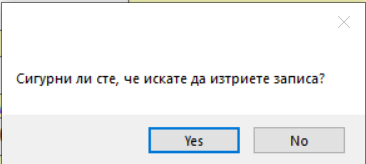 Сигурни ли сте, че искате да изтриете записа?
Yes No